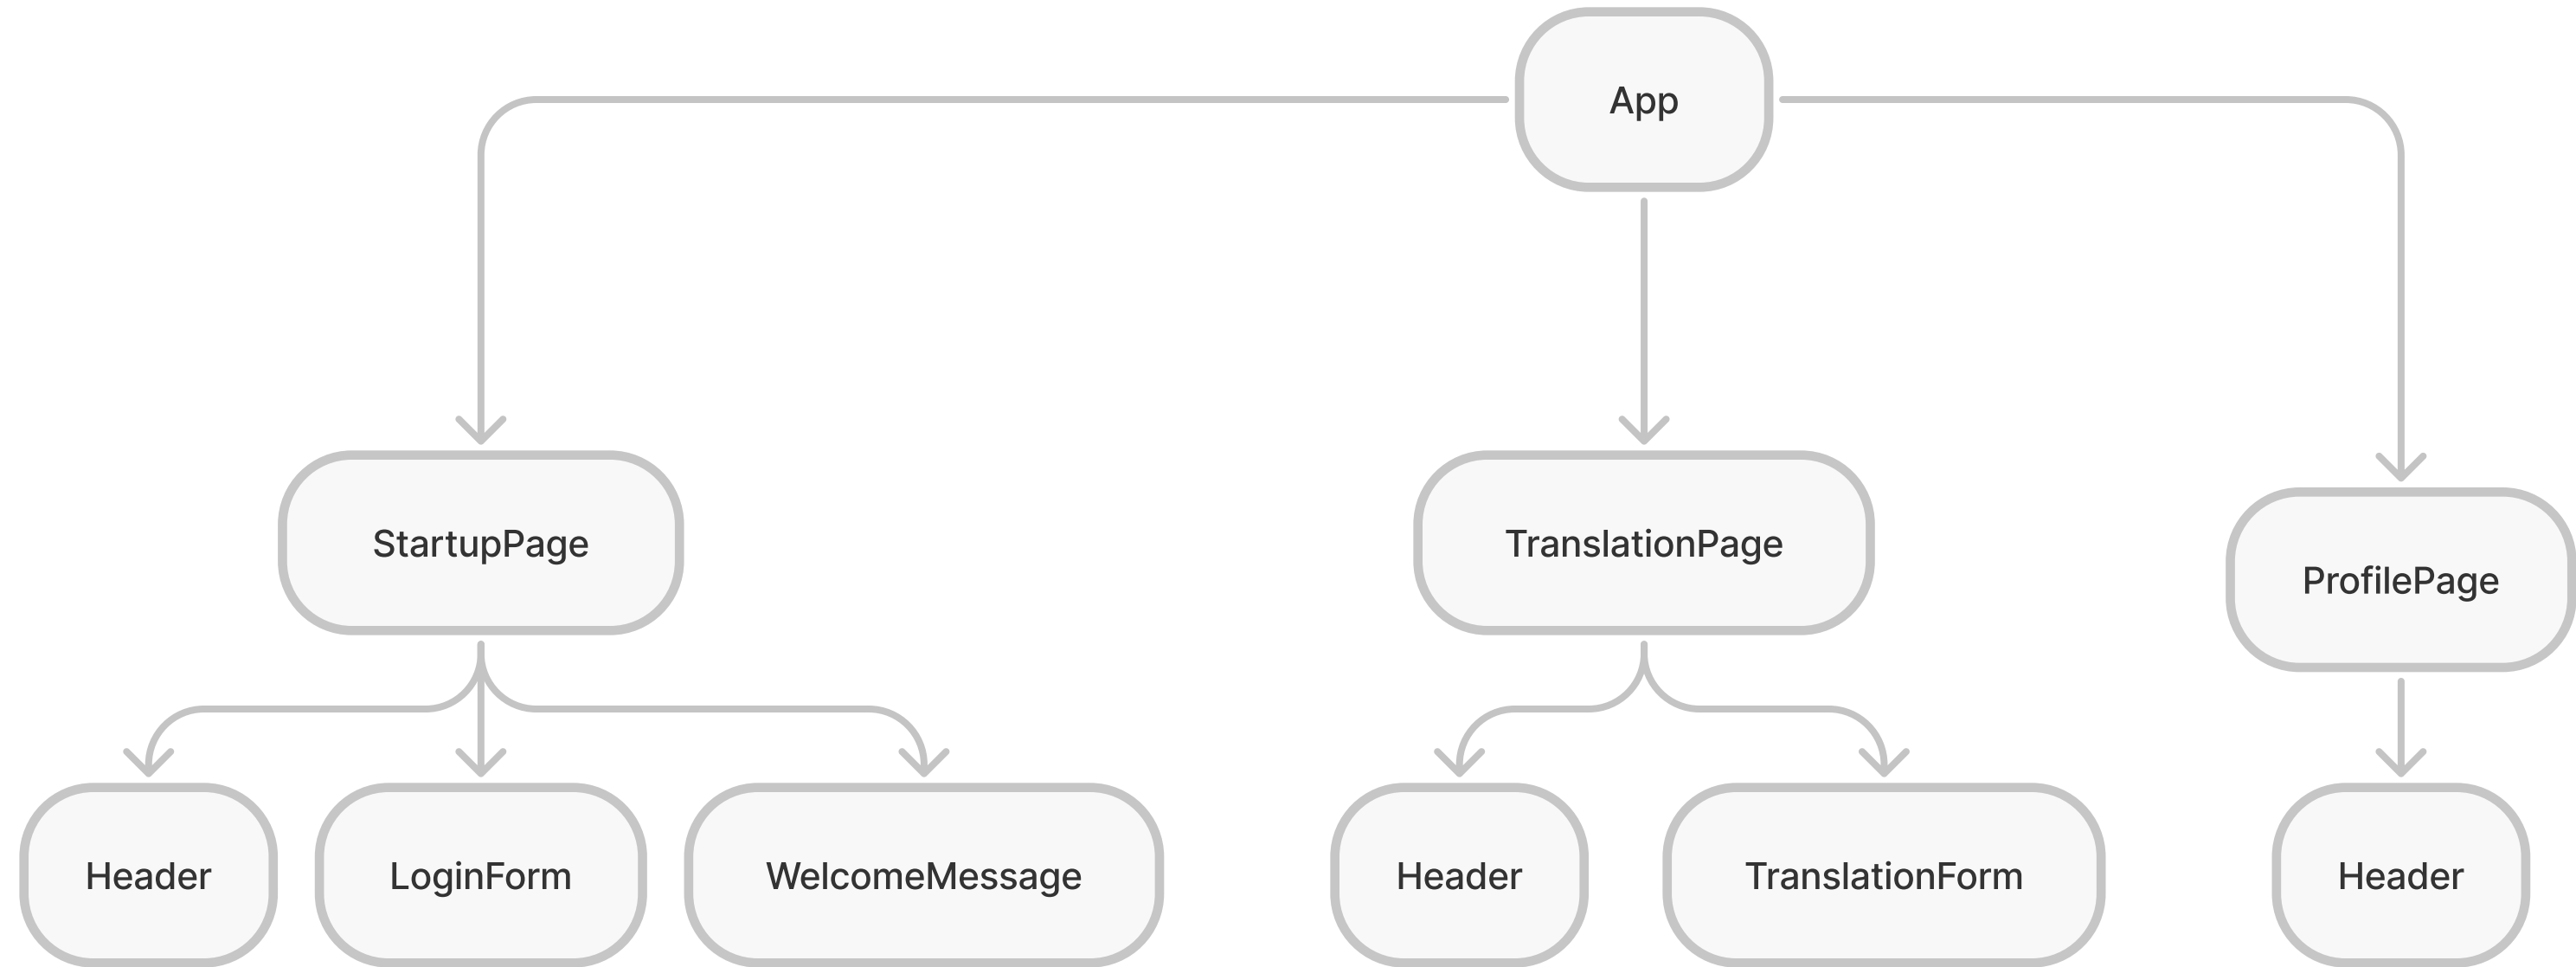 App
StartupPage
TranslationPage
ProfilePage
Header
LoginForm
WelcomeMessage
Header
TranslationForm
Header